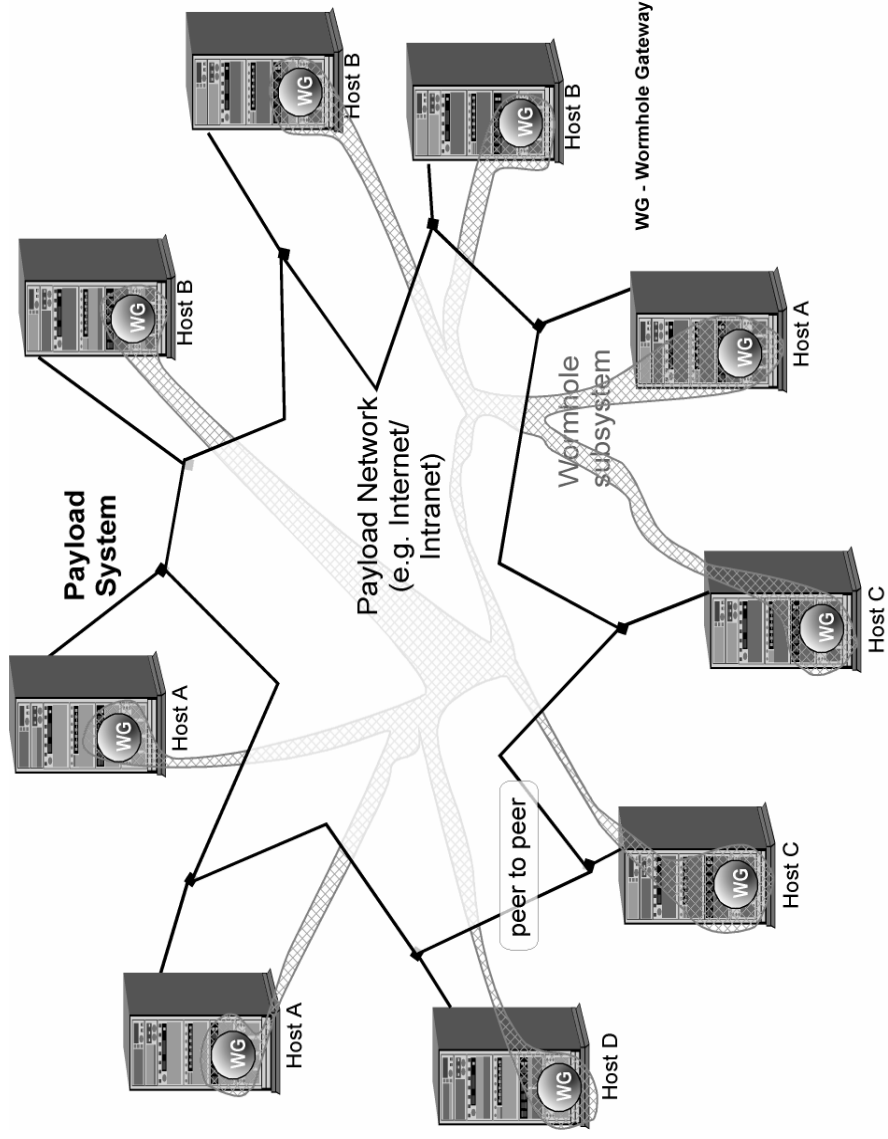 Payload
System
WG
Host A
WG
Host B
WG
Host A
WG
Host B
Payload Network
(e.g. Internet/
Intranet)
peer to peer
WG
Host B
Wormhole
subsystem
WG
Host D
WG - Wormhole Gateway
WG
Host C
WG
Host A
WG
Host C